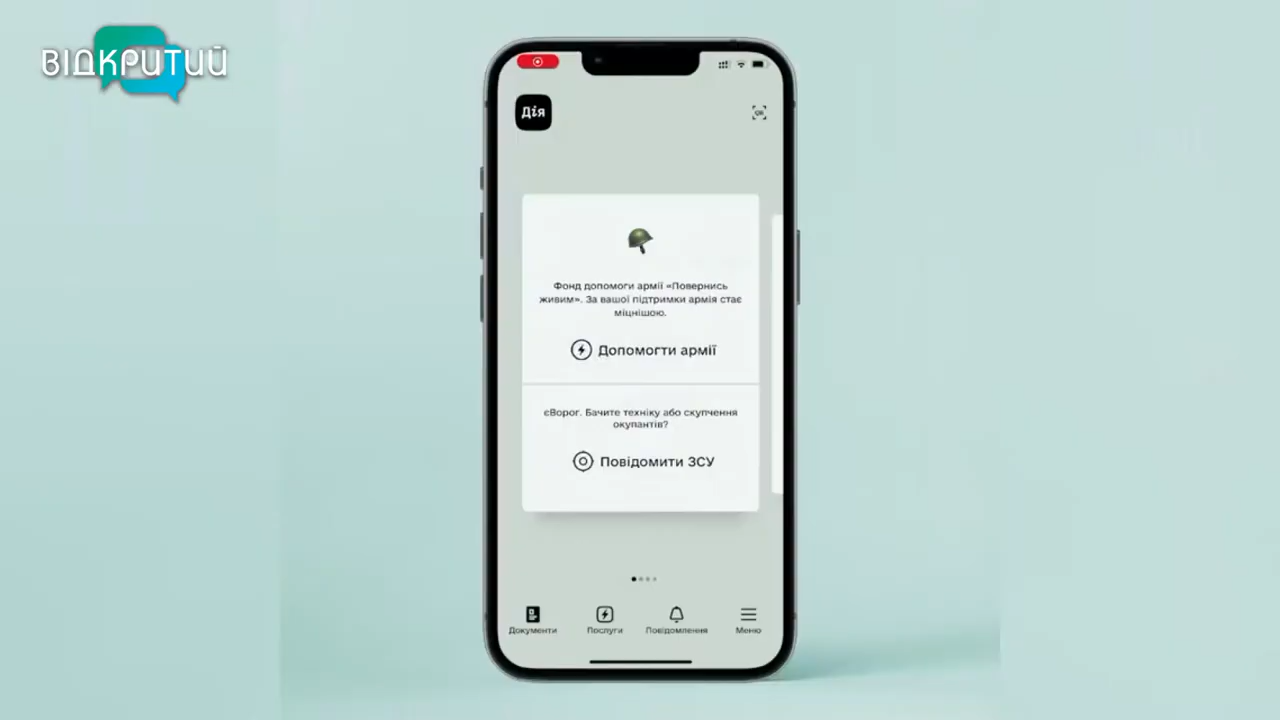 ВІДКРИТИЙ
Дія
Фонд допомоги армії «Повернись
живим». За вашої підтримки армія стає
міцнішою.
Допомогти армії
єВорог. Бачите техніку або скупчення
окупантів?
Повідомити ЗСУ
Документи
Послуги
Повідомлення
Меню